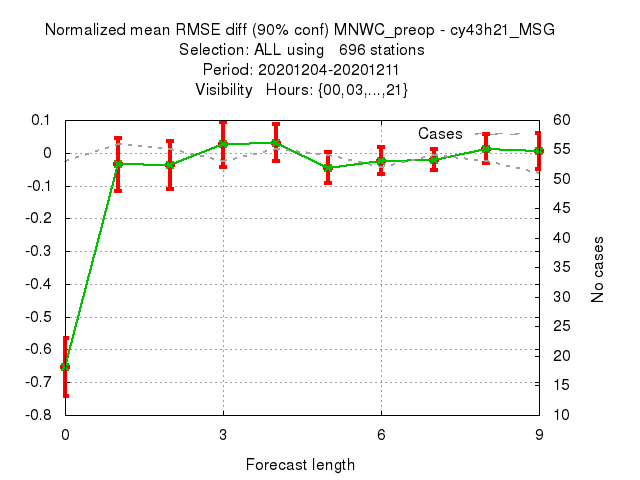 Normalized mean RMSE diff (90% conf) MNWC_preop - cy43h21_MSG
Selection: ALL using 696 stations
Period: 20201204-20201211
Visibility Hours: {00,03,...,21}
Cases
0.1
0
-0.1
-0.2
-0.3
-0.4
-0.5
-0.6
-0.7
-0.8
60
55
50
45
40
35
30
25
20
15
10
No cases
0 3 6 9
Forecast length